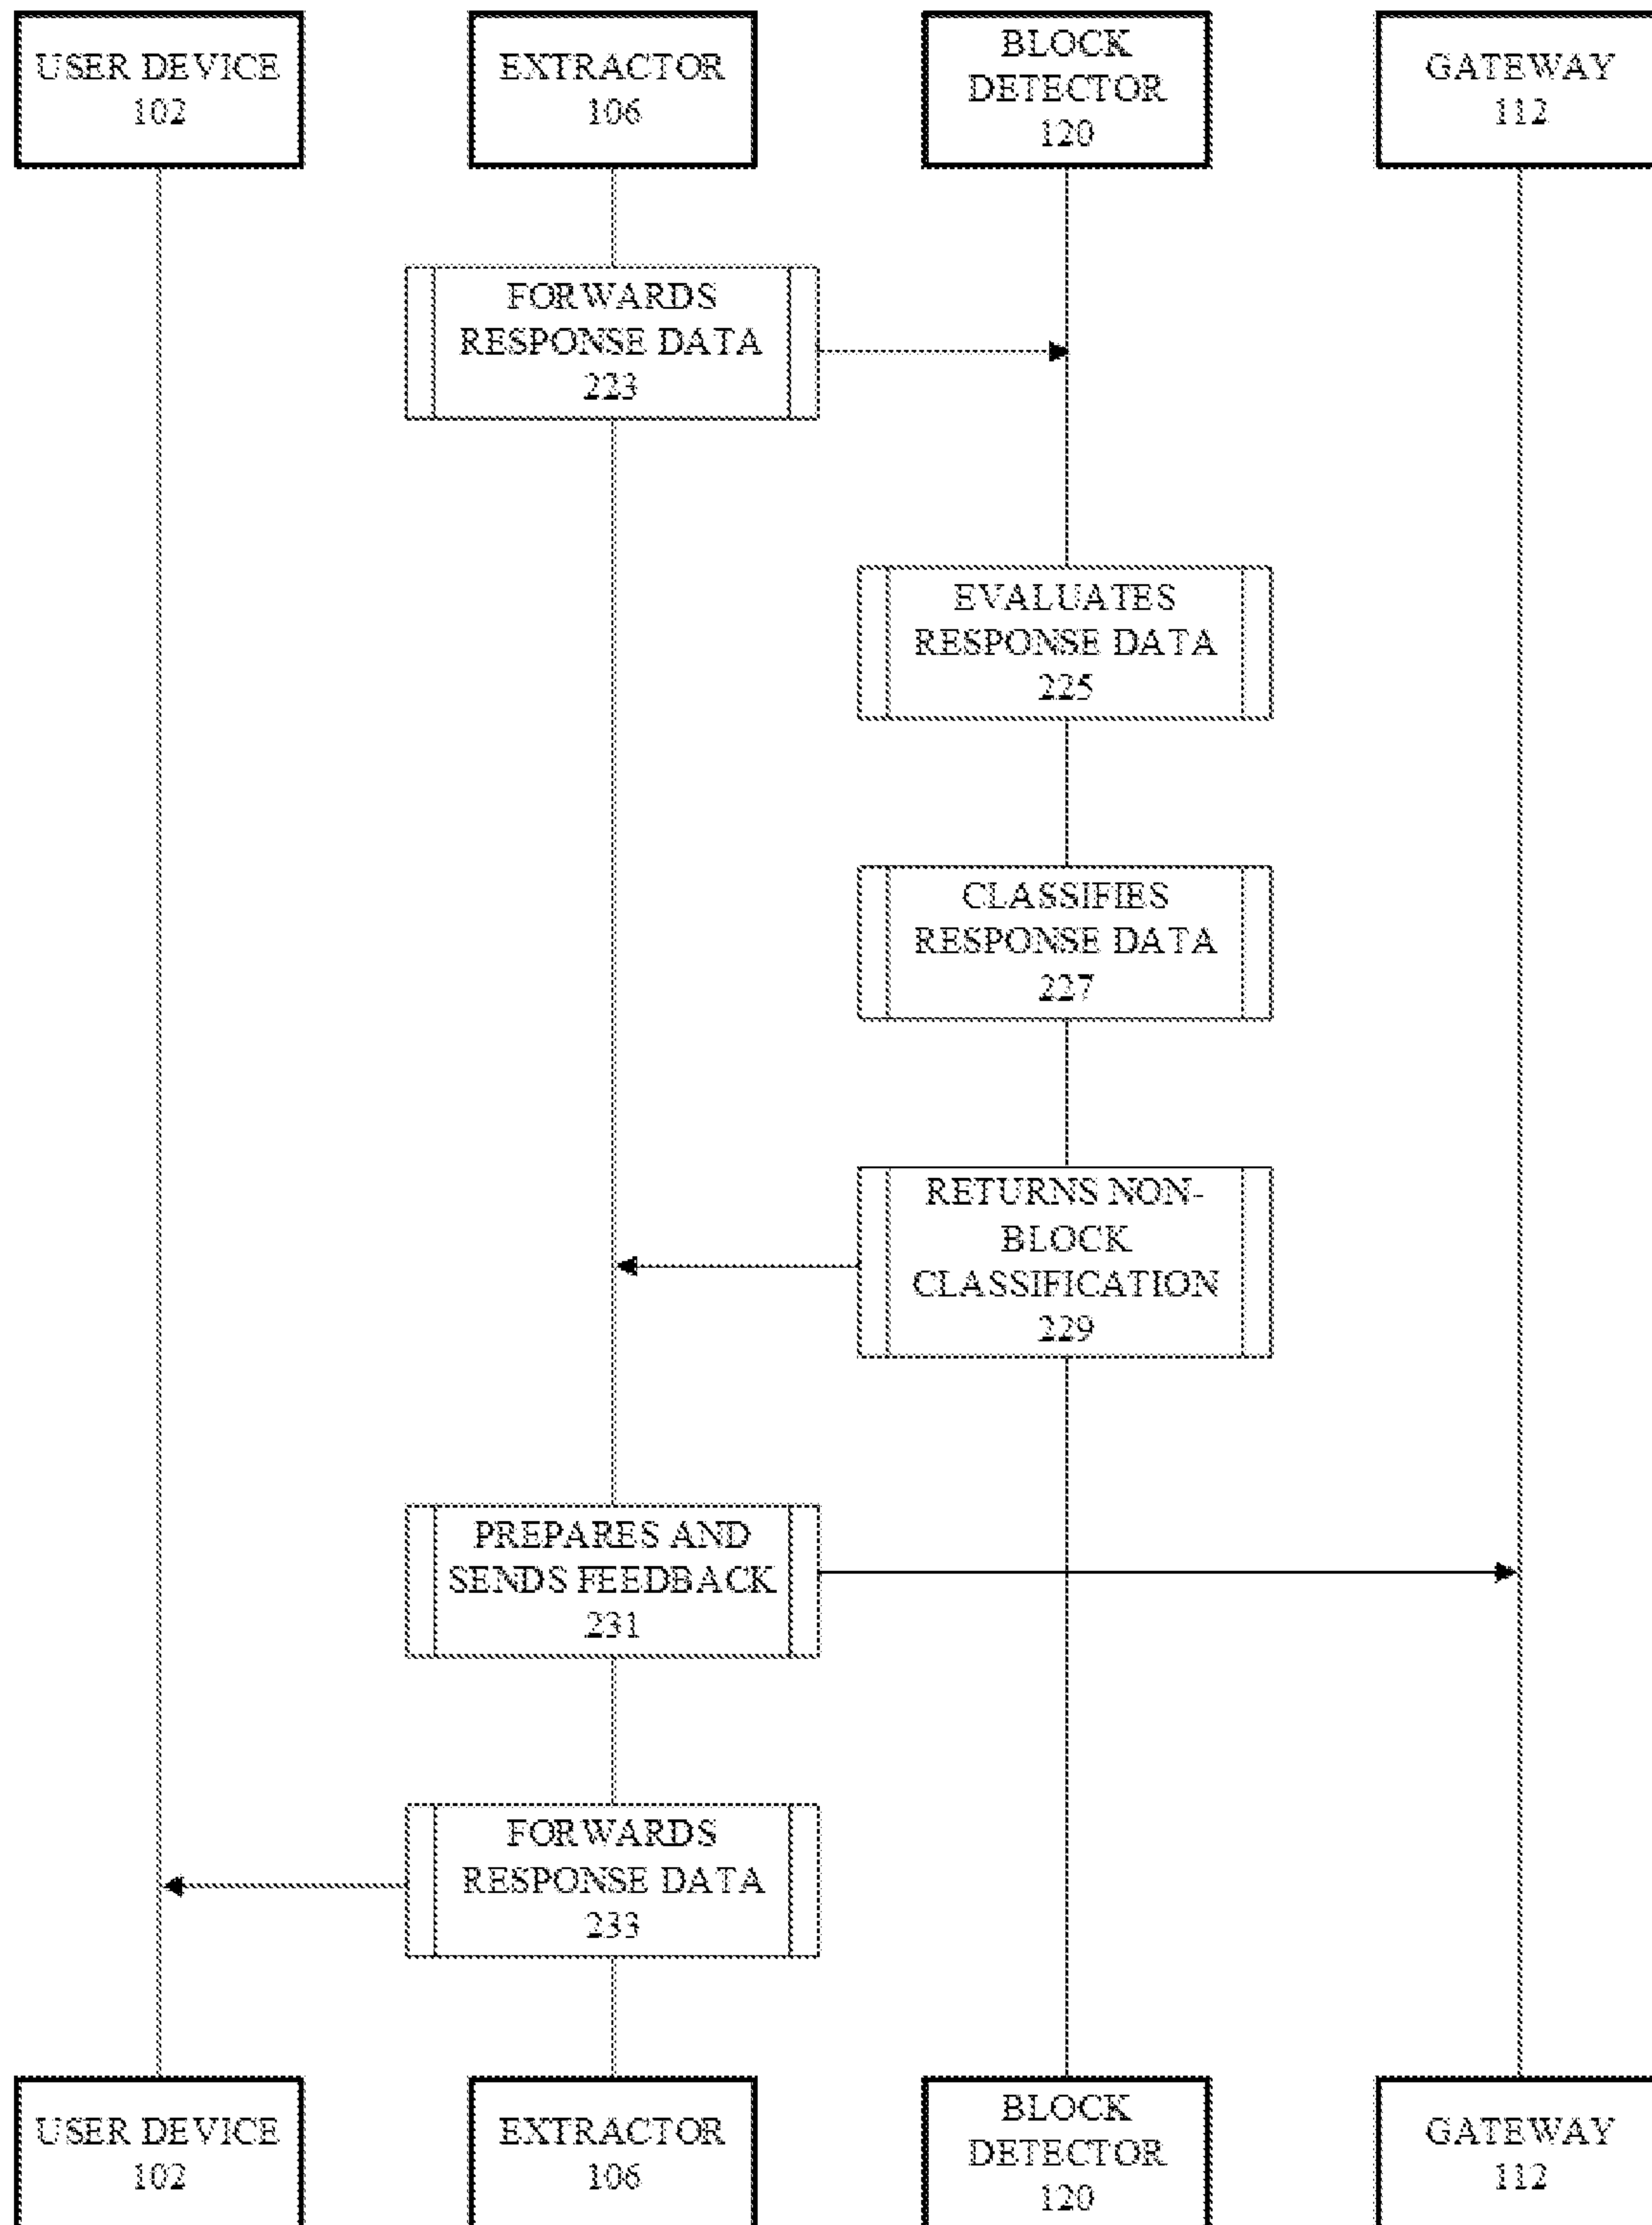 USER DEVICE
102
EXTRACTOR
106
BLOCK
DETECTOR
120
GATEWAY
112
FORWARDS
RESPONSE DATA
223
EVALUATES
RESPONSE DATA
225
CLASSIFIES
RESPONSE DATA
227
RETURNS NON-
BLOCK
CLASSIFICATION
229
PREPARES AND
SENDS FEEDBACK
231
FORWARDS
RESPONSE DATA
233
USER DEVICE
102
EXTRACTOR
106
BLOCK
DETECTOR
120
GATEWAY
112